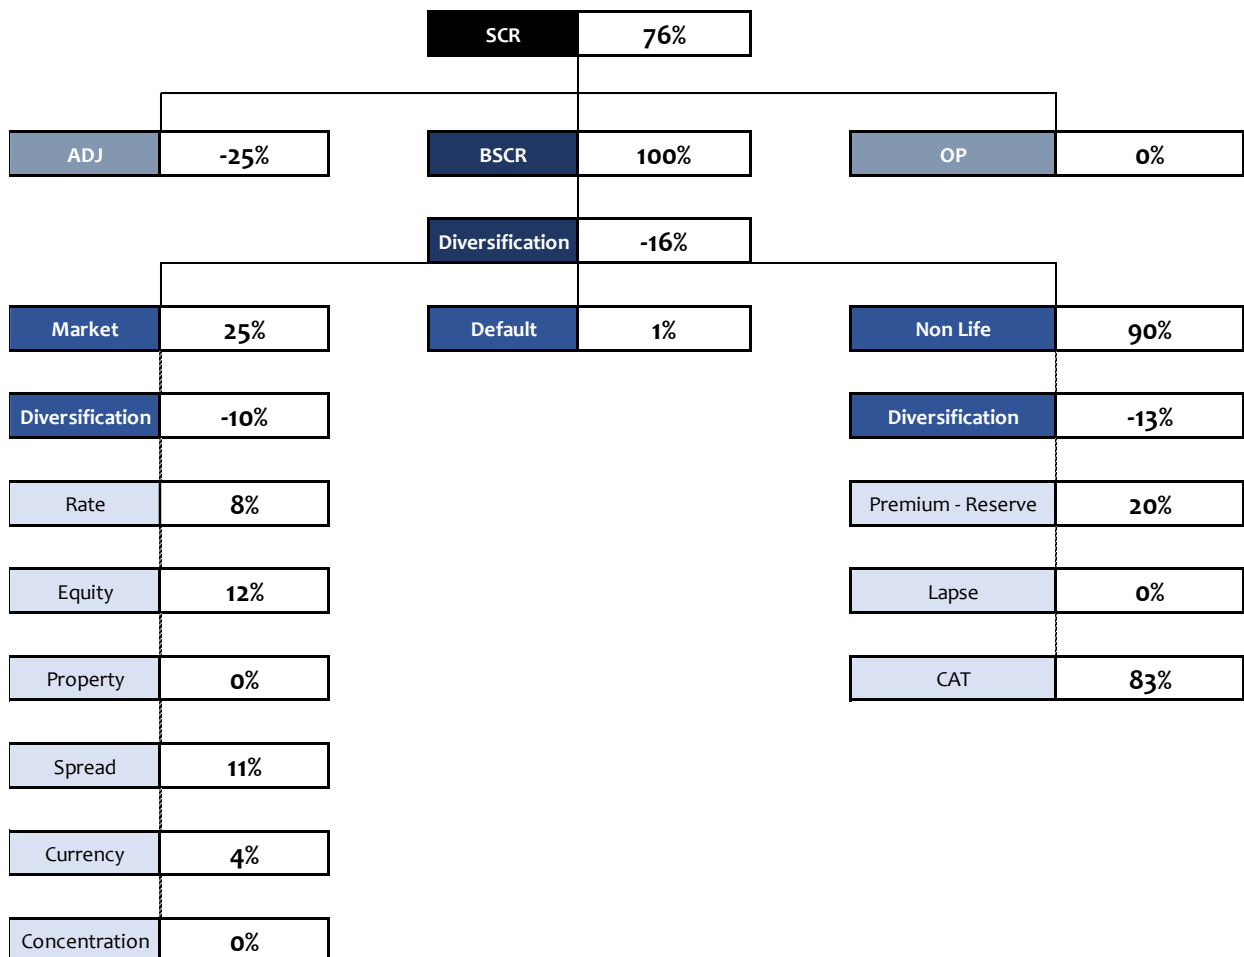 SCR 76%
ADJ -25% BSCR 100% OP 0%
Diversification -16%
Market 25% Default 1% Non Life 90%
Diversification -10% Diversification -13%
Rate 8% Premium - Reserve 20%
Equity 12% Lapse 0%
Property 0% CAT 83%
Spread 11%
Currency 4%
Concentration 0%